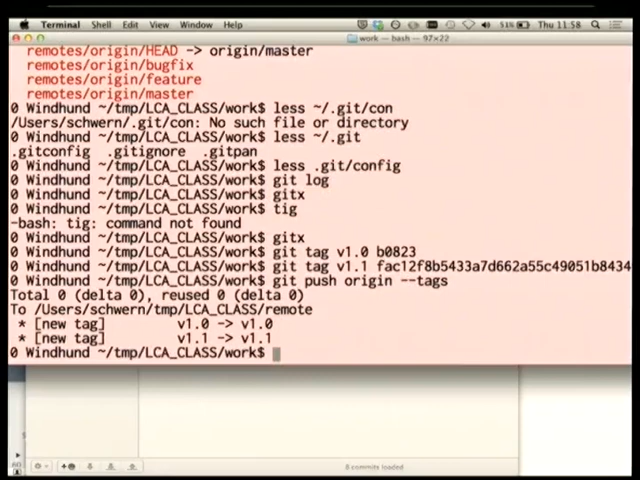 Terminal Shell Edit View Window Help 51% Thu 11:58
work — bash — 97×22
remotes/origin/HEAD -> origin/master
remotes/origin/bugfix
remotes/origin/feature
remotes/origin/master
0 Windhund ~/tmp/LCA_CLASS/work$ less ~/.git/con
/Users/schwern/.git/con: No such file or directory
0 Windhund ~/tmp/LCA_CLASS/work$ less ~/.git
.gitconfig .gitignore .gitpan
0 Windhund ~/tmp/LCA_CLASS/work$ less .git/config
0 Windhund ~/tmp/LCA_CLASS/work$ git log
0 Windhund ~/tmp/LCA_CLASS/work$ gitx
0 Windhund ~/tmp/LCA_CLASS/work$ tig
-bash: tig: command not found
0 Windhund ~/tmp/LCA_CLASS/work$ gitx
0 Windhund ~/tmp/LCA_CLASS/work$ git tag v1.0 b0823
0 Windhund ~/tmp/LCA_CLASS/work$ git tag v1.1 fac12f8b5433a7d662a55c49051b8434
0 Windhund ~/tmp/LCA_CLASS/work$ git push origin --tags
Total 0 (delta 0), reused 0 (delta 0)
To /Users/schwern/tmp/LCA_CLASS/remote
* [new tag] v1.0 -> v1.0
* [new tag] v1.1 -> v1.1
0 Windhund ~/tmp/LCA_CLASS/work$
8 commits loaded